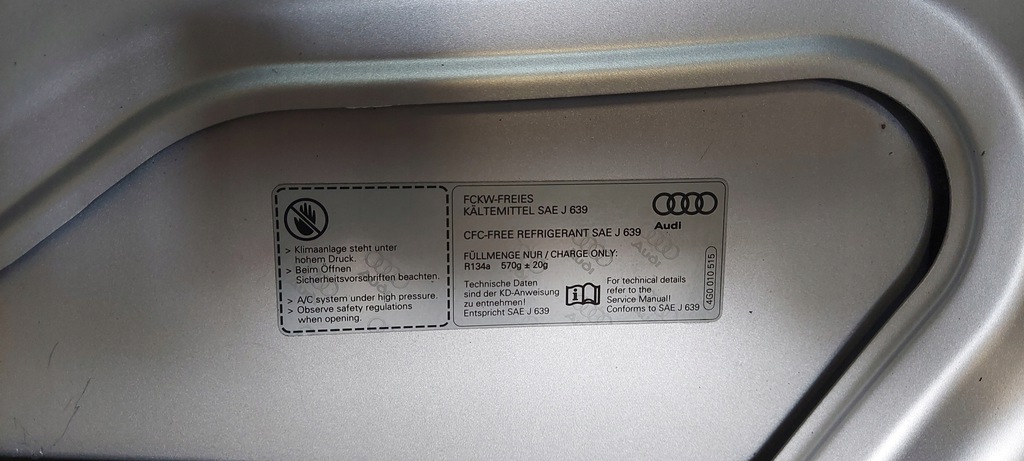 > Klimaanlage steht unter
hohem Druck.
> Beim Öffnen
Sicherheitsvorschriften beachten.
> A/C system under high pressure.
> Observe safety regulations
when opening.
FCKW-FREIES
KÄLTEMITTEL SAE J 639
Audi
CFC-FREE REFRIGERANT SAE J 639
FÜLLMENGE NUR / CHARGE ONLY:
R134a 570g ± 20g
Technische Daten
sind der KD-Anweisung
zu entnehmen!
Entspricht SAE J 639
For technical details
refer to the
Service Manual!
Conforms to SAE J 639
4G0 010 515